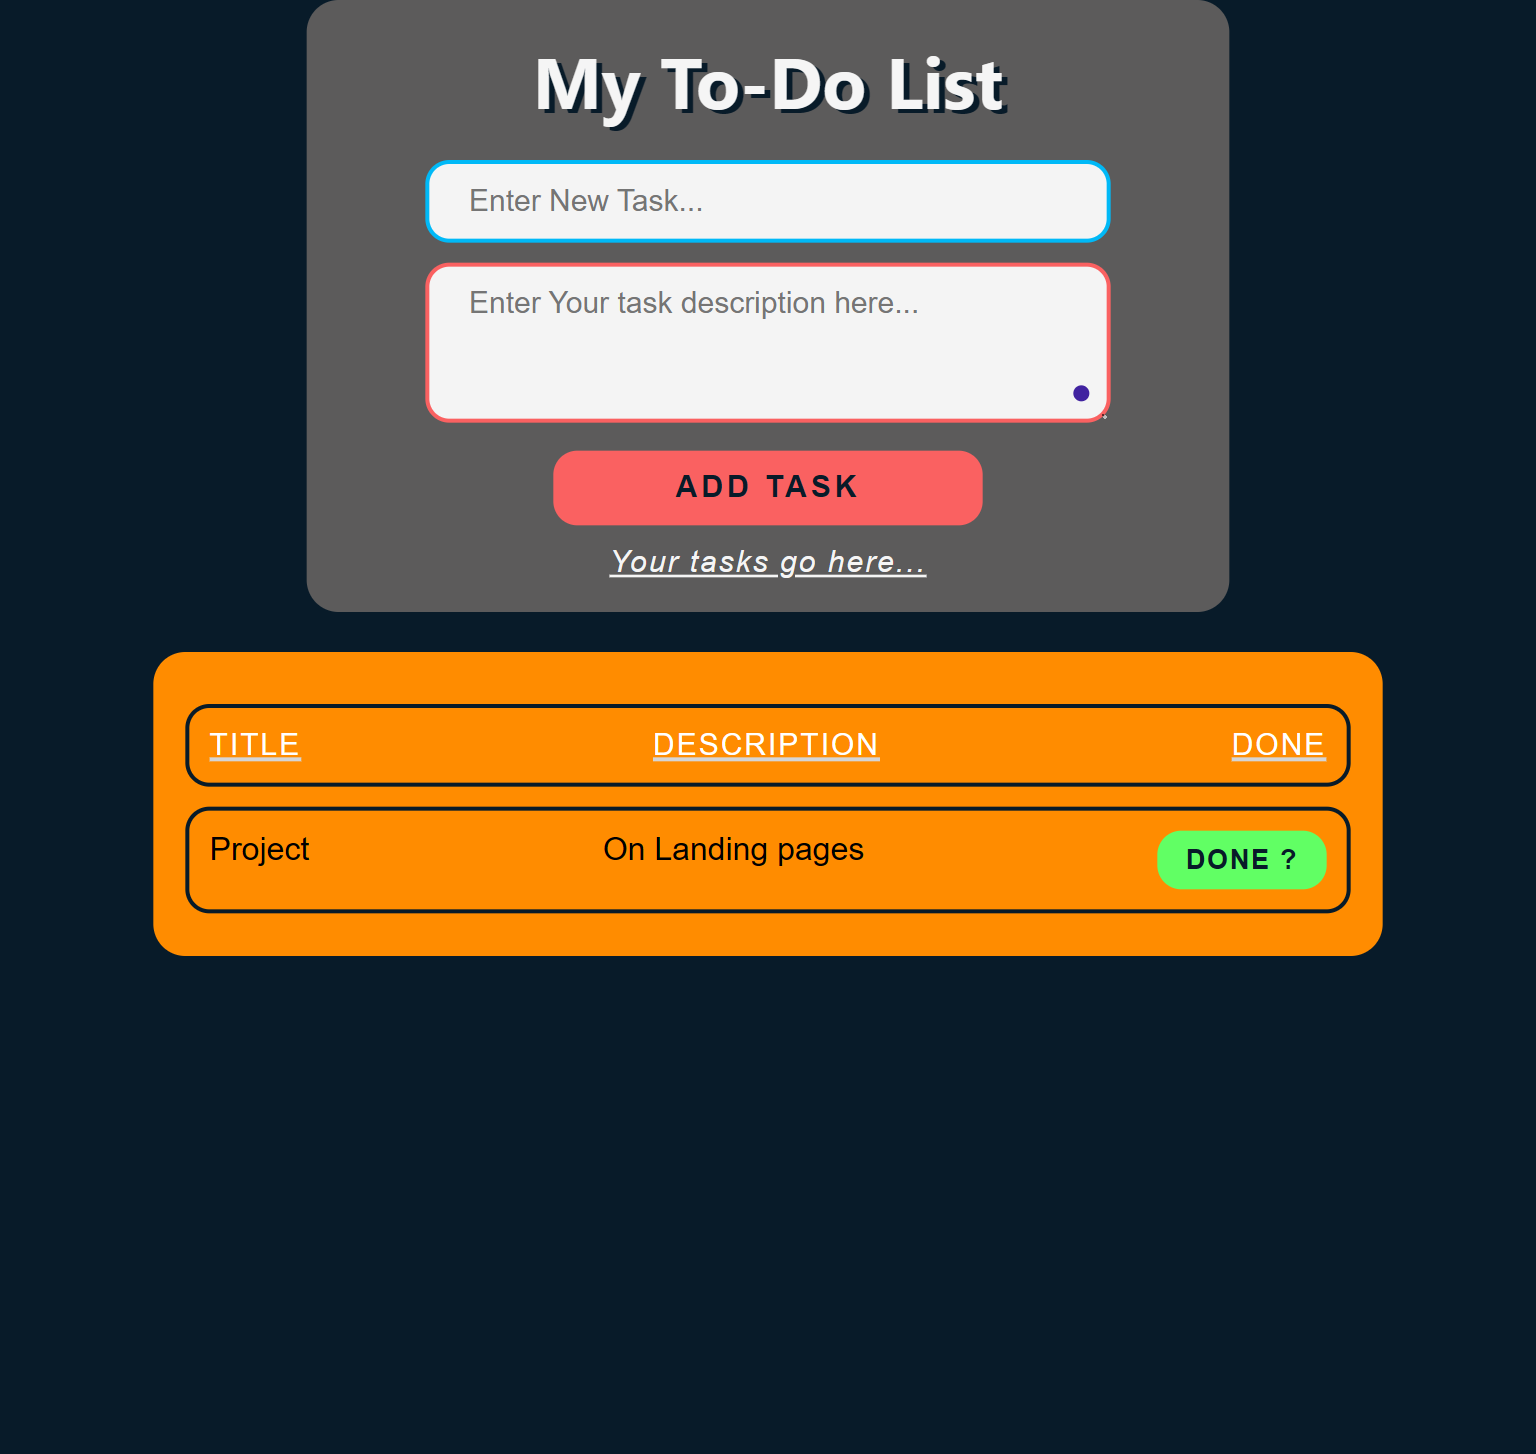 My To-Do List
Enter New Task...
Enter Your task description here...
ADD TASK
Your tasks go here...
TITLE DESCRIPTION DONE
Project On Landing pages DONE ?